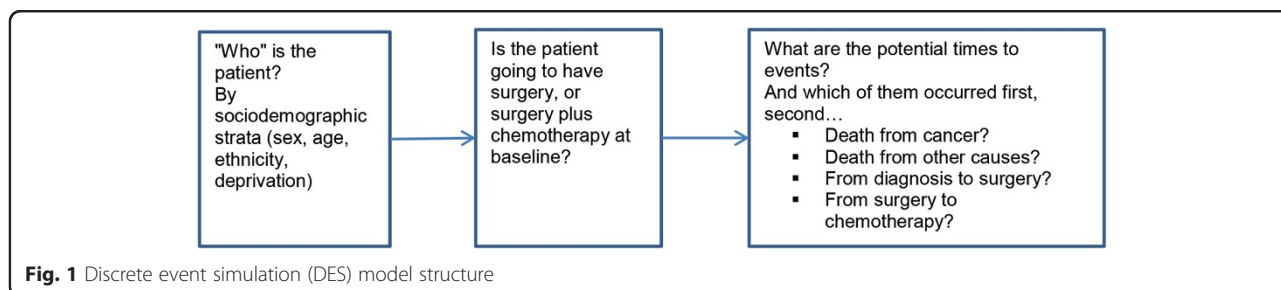 "Who" is the
patient?
By
sociodemographic
strata (sex, age,
ethnicity,
deprivation)
Is the patient
going to have
surgery, or
surgery plus
chemotherapy at
baseline?
What are the potential times to
events?
And which of them occurred first,
second…
▪ Death from cancer?
▪ Death from other causes?
▪ From diagnosis to surgery?
▪ From surgery to
chemotherapy?
Fig. 1 Discrete event simulation (DES) model structure